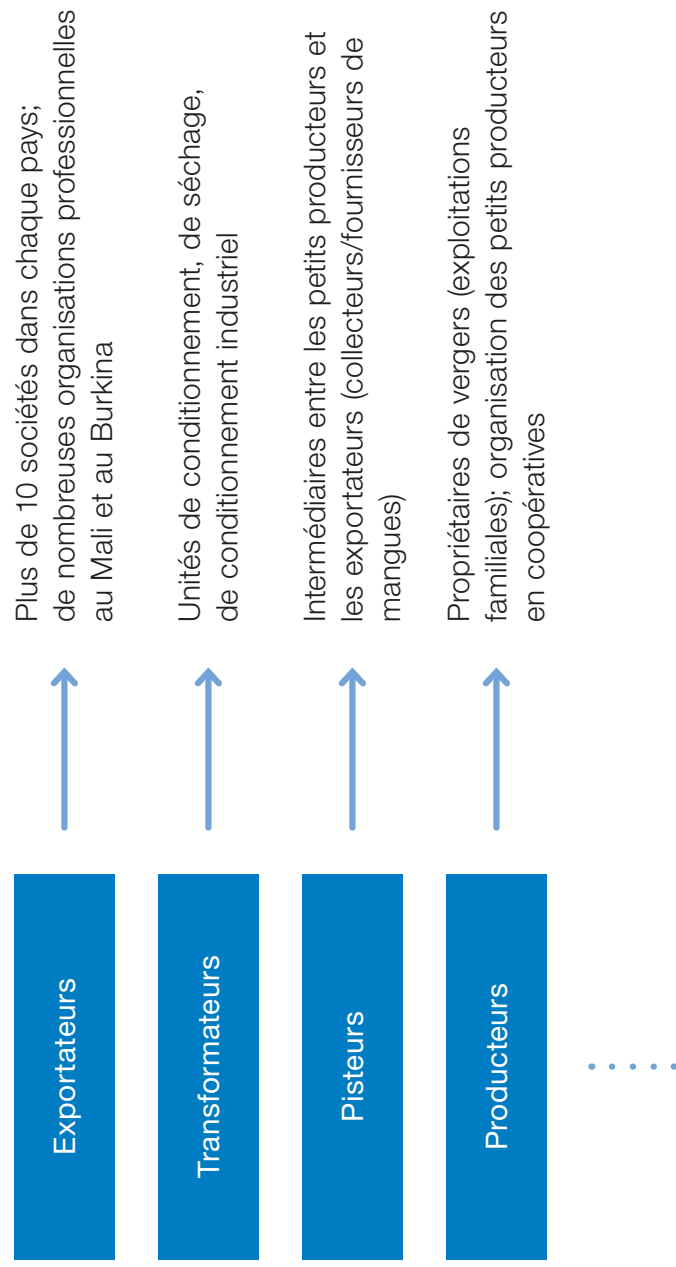 Exportateurs
Plus de 10 sociétés dans chaque pays;
de nombreuses organisations professionnelles
au Mali et au Burkina
Transformateurs
Unités de conditionnement, de séchage,
de conditionnement industriel
Pisteurs
Intermédiaires entre les petits producteurs et
les exportateurs (collecteurs/fournisseurs de
mangues)
Producteurs
Propriétaires de vergers (exploitations
familiales); organisation des petits producteurs
en coopératives